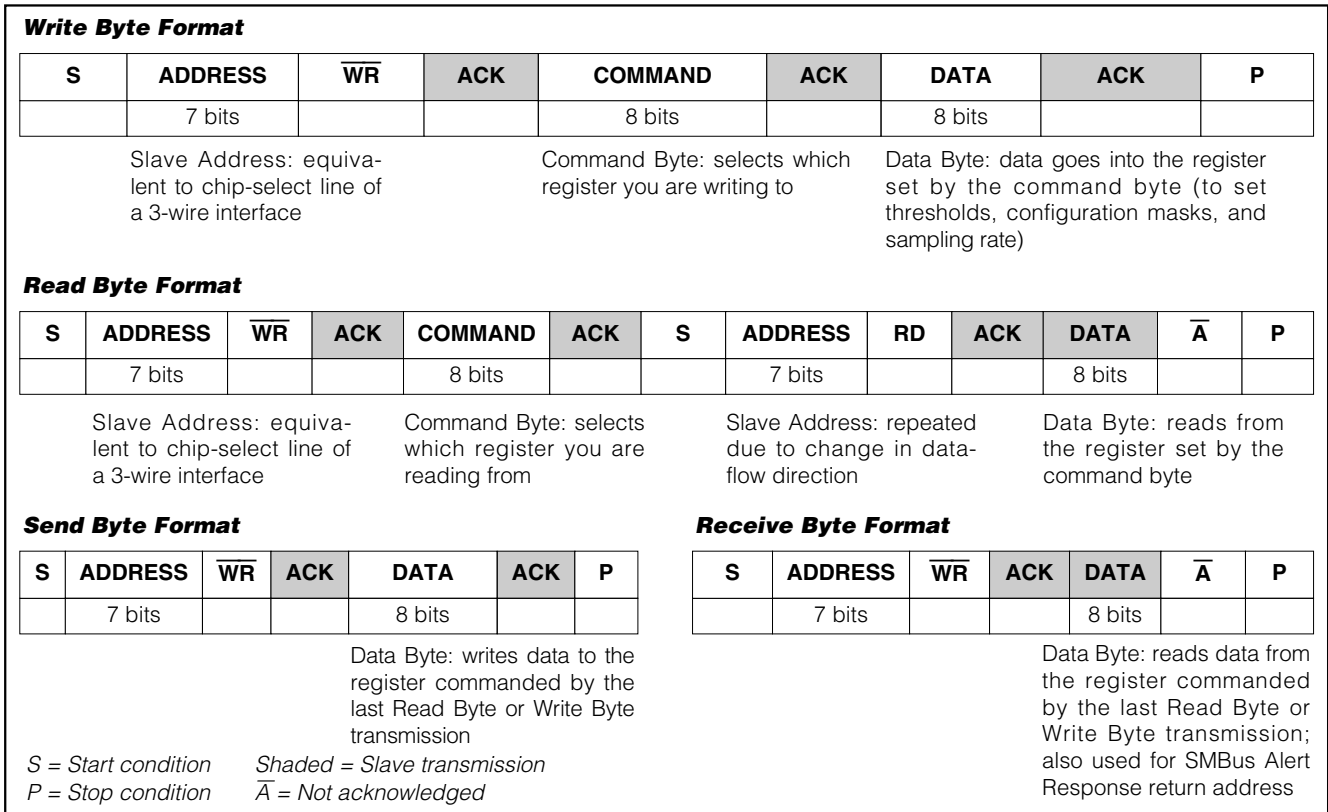 Write Byte Format
S ADDRESS W̅R̅ ACK COMMAND ACK DATA ACK P
7 bits 8 bits 8 bits
Slave Address: equiva-
lent to chip-select line of
a 3-wire interface
Command Byte: selects which
register you are writing to
Data Byte: data goes into the register
set by the command byte (to set
thresholds, configuration masks, and
sampling rate)
Read Byte Format
S ADDRESS W̅R̅ ACK COMMAND ACK S ADDRESS RD ACK DATA A̅ P
7 bits 8 bits 7 bits 8 bits
Slave Address: equiva-
lent to chip-select line of
a 3-wire interface
Command Byte: selects
which register you are
reading from
Slave Address: repeated
due to change in data-
flow direction
Data Byte: reads from
the register set by the
command byte
Send Byte Format
S ADDRESS W̅R̅ ACK DATA ACK P
7 bits 8 bits
Data Byte: writes data to the
register commanded by the
last Read Byte or Write Byte
transmission
Receive Byte Format
S ADDRESS W̅R̅ ACK DATA A̅ P
7 bits 8 bits
Data Byte: reads data from
the register commanded
by the last Read Byte or
Write Byte transmission;
also used for SMBus Alert
Response return address
S = Start condition Shaded = Slave transmission
P = Stop condition A̅ = Not acknowledged